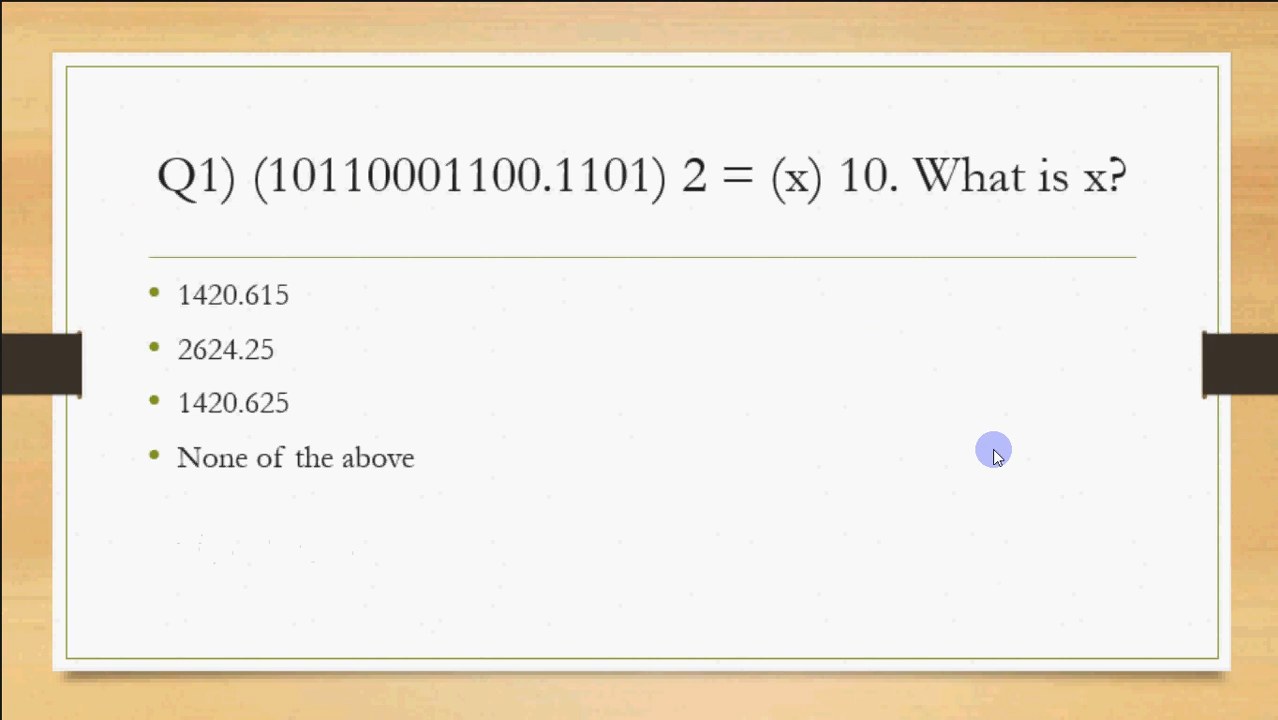 Q1) (10110001100.1101) 2 = (x) 10. What is x?
• 1420.615
• 2624.25
• 1420.625
• None of the above